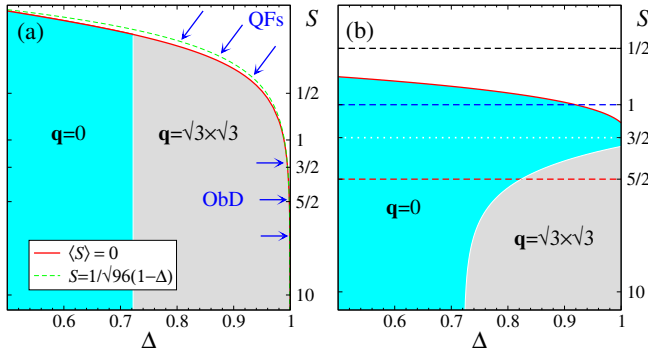 (a)
QFs
S
q=0
q=√3×√3
ObD
⟨S⟩ = 0
S=1/√96(1−Δ)
1/2
1
3/2
5/2
10
0.6
0.7
0.8
0.9
1
Δ
(b)
S
q=0
q=√3×√3
1/2
1
3/2
5/2
10
0.6
0.7
0.8
0.9
1
Δ